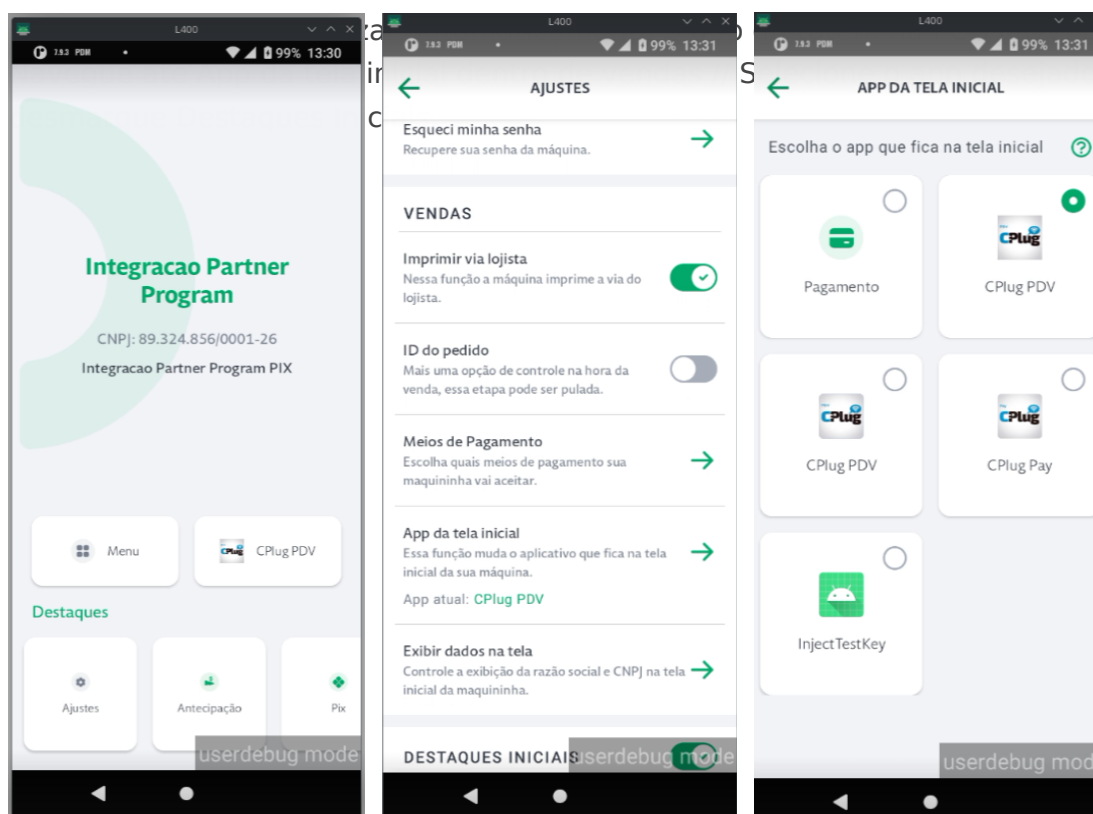 L400
7.9.3 PDM
99% 13:30
Integracao Partner
Program
CNPJ: 89.324.856/0001-26
Integracao Partner Program PIX
Menu
CPlug
CPlug PDV
Destaques
Ajustes
Antecipação
Pix
userdebug mode
L400
7.9.3 PDM
99% 13:31
AJUSTES
Esqueci minha senha
Recupere sua senha da máquina.
VENDAS
Imprimir via lojista
Nessa função a máquina imprime a via do
lojista.
ID do pedido
Mais uma opção de controle na hora da
venda, essa etapa pode ser pulada.
Meios de Pagamento
Escolha quais meios de pagamento sua
maquininha vai aceitar.
App da tela inicial
Essa função muda o aplicativo que fica na tela
inicial da sua máquina.
App atual: CPlug PDV
Exibir dados na tela
Controle a exibição da razão social e CNPJ na tela
inicial da maquininha.
DESTAQUES INICIAIS
userdebug mode
L400
7.9.3 PDM
99% 13:31
APP DA TELA INICIAL
Escolha o app que fica na tela inicial
Pagamento
CPlug
CPlug PDV
CPlug
CPlug PDV
CPlug
CPlug Pay
InjectTestKey
userdebug mod